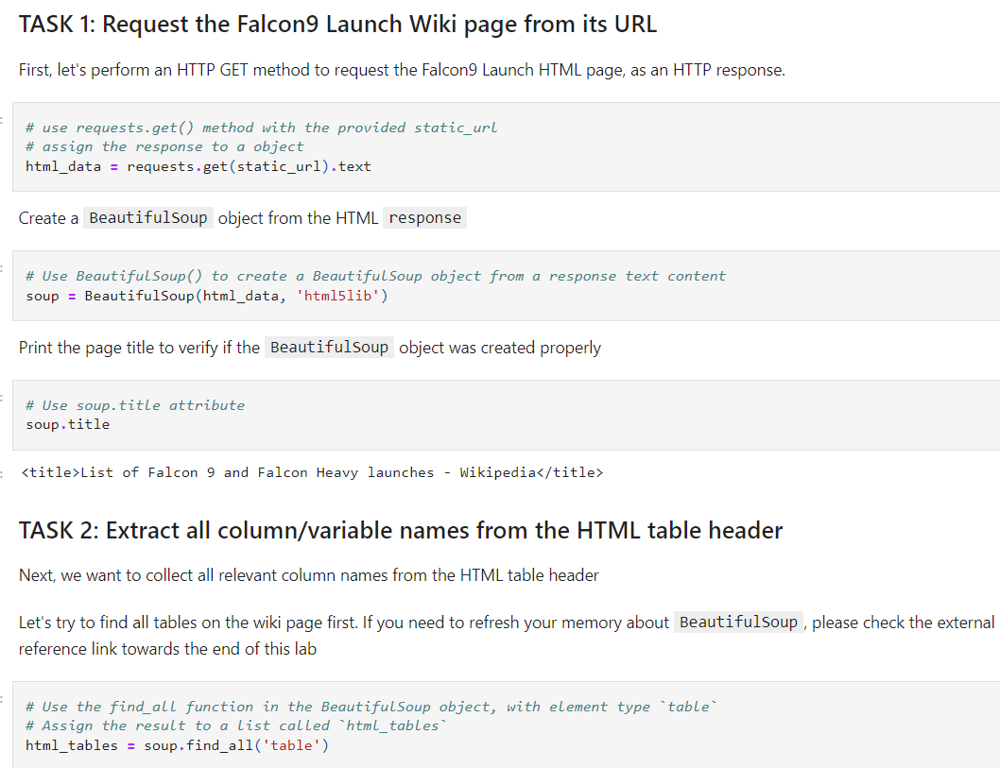 TASK 1: Request the Falcon9 Launch Wiki page from its URL
First, let's perform an HTTP GET method to request the Falcon9 Launch HTML page, as an HTTP response.
# use requests.get() method with the provided static_url
# assign the response to a object
html_data = requests.get(static_url).text
Create a BeautifulSoup object from the HTML response
# Use BeautifulSoup() to create a BeautifulSoup object from a response text content
soup = BeautifulSoup(html_data, 'html5lib')
Print the page title to verify if the BeautifulSoup object was created properly
# Use soup.title attribute
soup.title
<title>List of Falcon 9 and Falcon Heavy launches - Wikipedia</title>
TASK 2: Extract all column/variable names from the HTML table header
Next, we want to collect all relevant column names from the HTML table header
Let's try to find all tables on the wiki page first. If you need to refresh your memory about BeautifulSoup , please check the external
reference link towards the end of this lab
# Use the find_all function in the BeautifulSoup object, with element type `table`
# Assign the result to a list called `html_tables`
html_tables = soup.find_all('table')